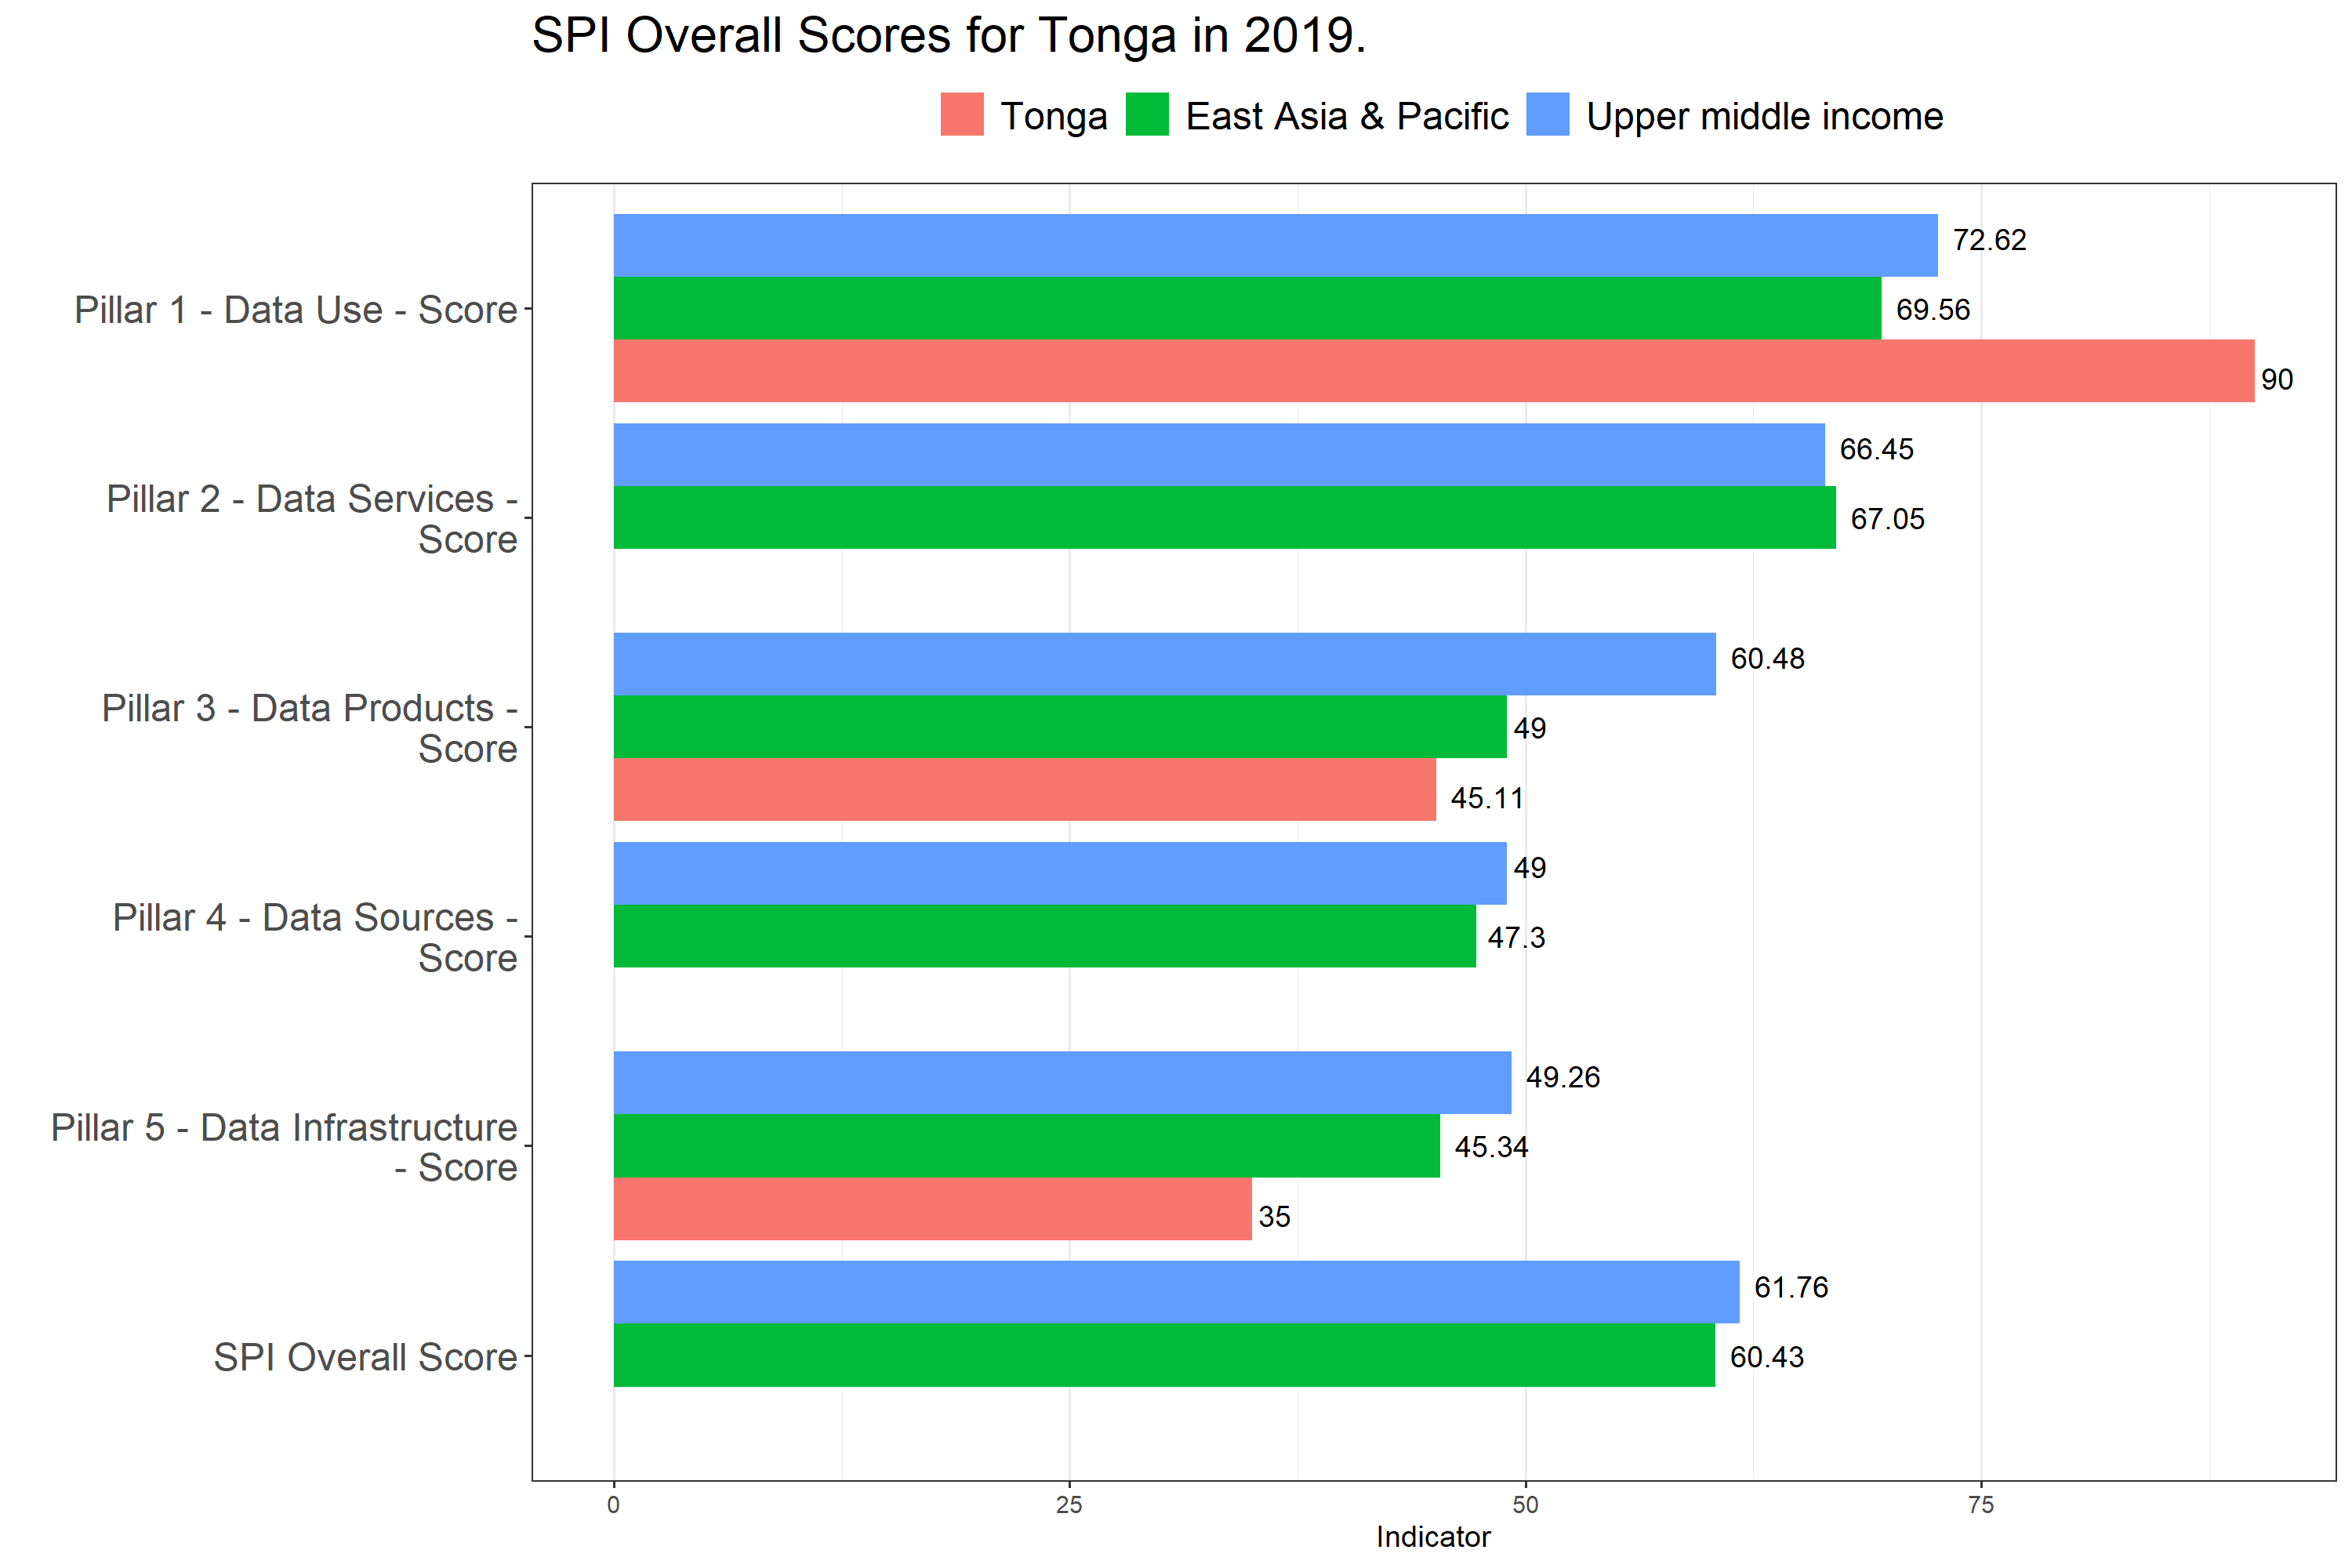 SPI Overall Scores for Tonga in 2019.
Tonga East Asia & Pacific Upper middle income
Pillar 1 - Data Use - Score
72.62
69.56
90
Pillar 2 - Data Services -
Score
66.45
67.05
Pillar 3 - Data Products -
Score
60.48
49
45.11
Pillar 4 - Data Sources -
Score
49
47.3
Pillar 5 - Data Infrastructure
- Score
49.26
45.34
35
SPI Overall Score
61.76
60.43
0 25 50 75
Indicator